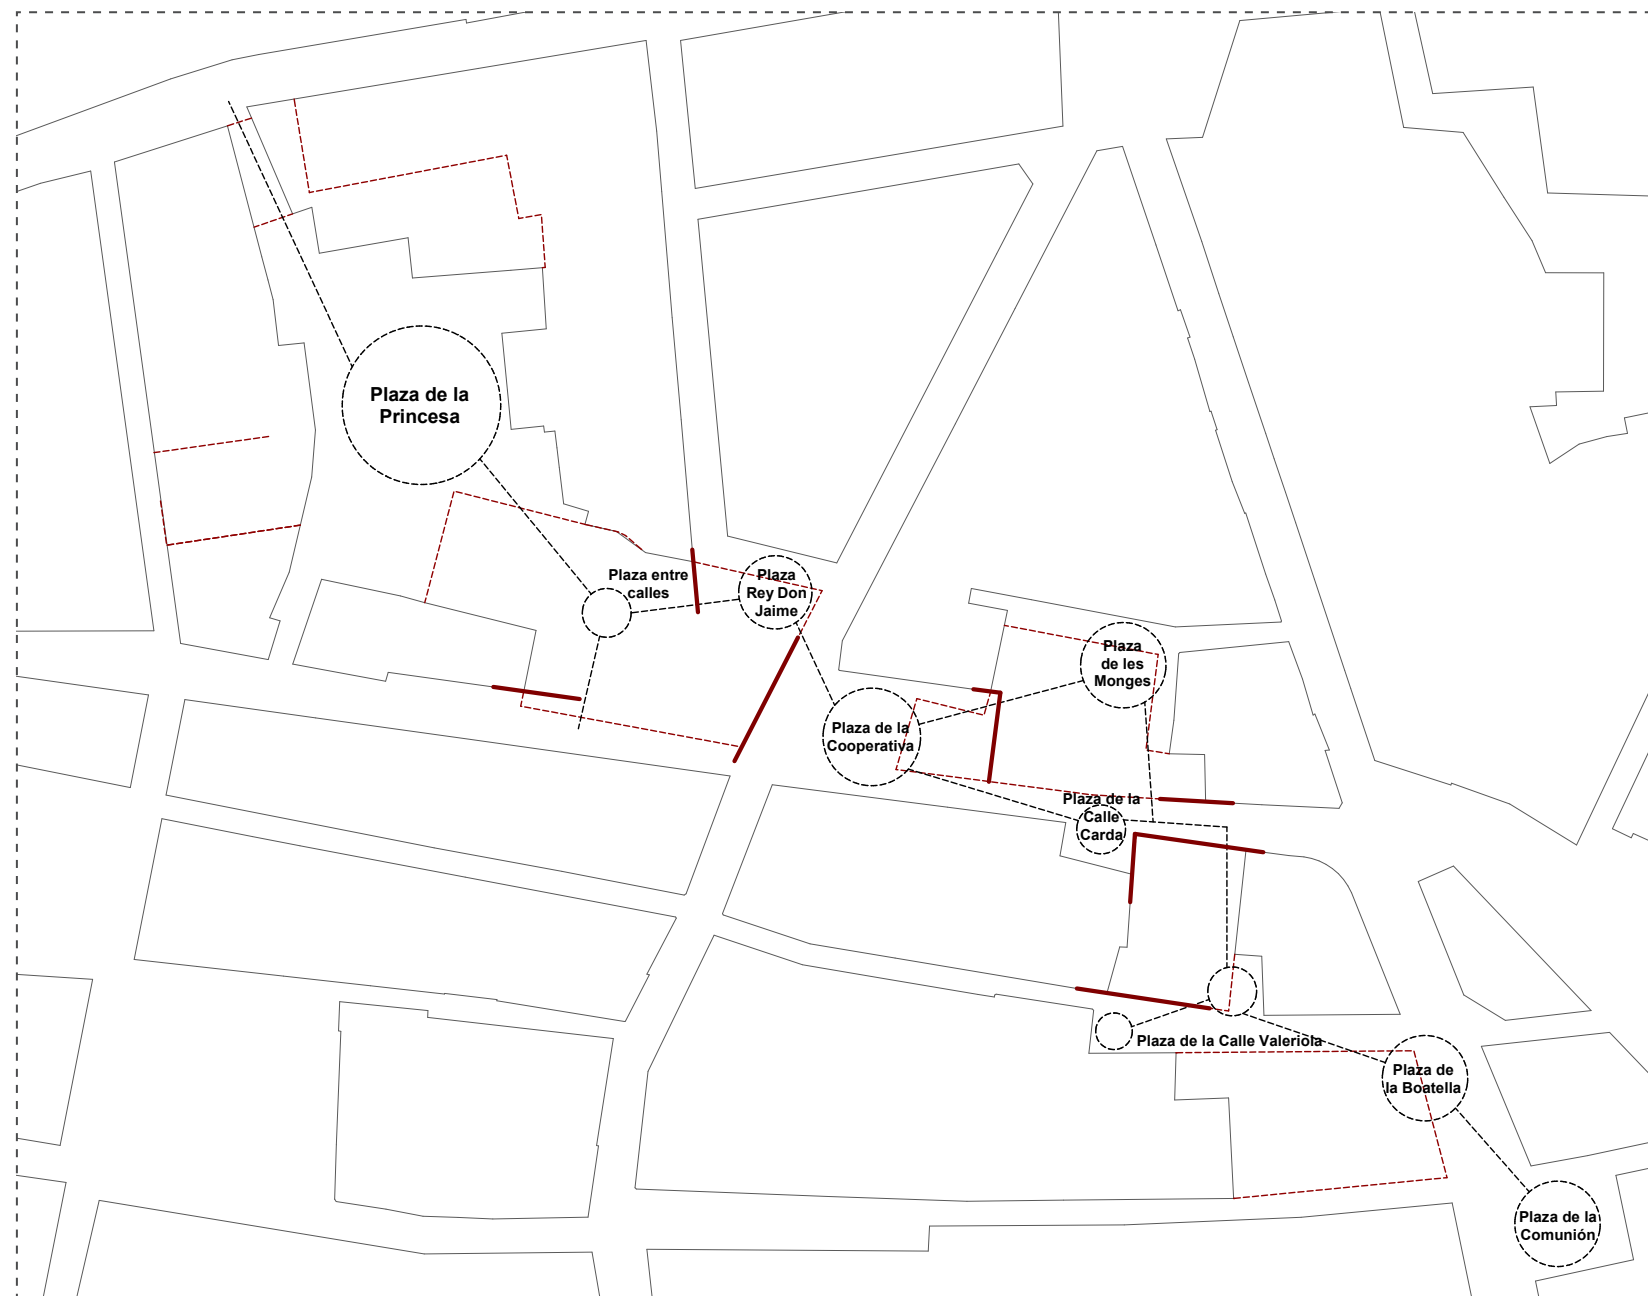 Plaza de la
Princesa
Plaza entre
calles
Plaza
Rey Don
Jaime
Plaza
de les
Monges
Plaza de la
Cooperativa
Plaza de la
Calle
Carda
Plaza de la Calle Valeriola
Plaza de
la Boatella
Plaza de la
Comunión